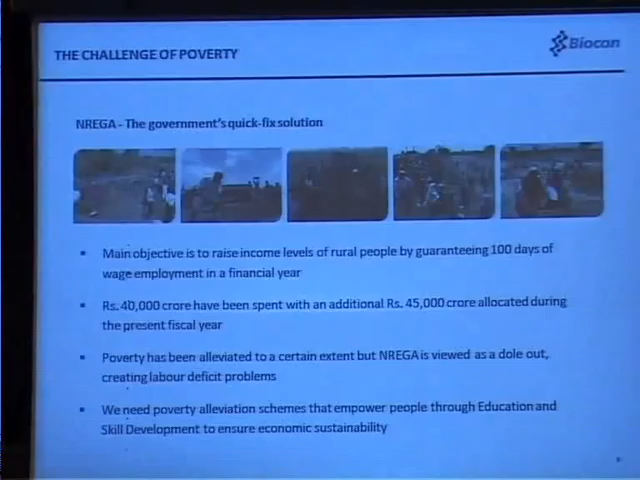 THE CHALLENGE OF POVERTY
Biocon
NREGA - The government's quick-fix solution
Main objective is to raise income levels of rural people by guaranteeing 100 days of
wage employment in a financial year
Rs. 40,000 crore have been spent with an additional Rs. 45,000 crore allocated during
the present fiscal year
Poverty has been alleviated to a certain extent but NREGA is viewed as a dole out,
creating labour deficit problems
We need poverty alleviation schemes that empower people through Education and
Skill Development to ensure economic sustainability